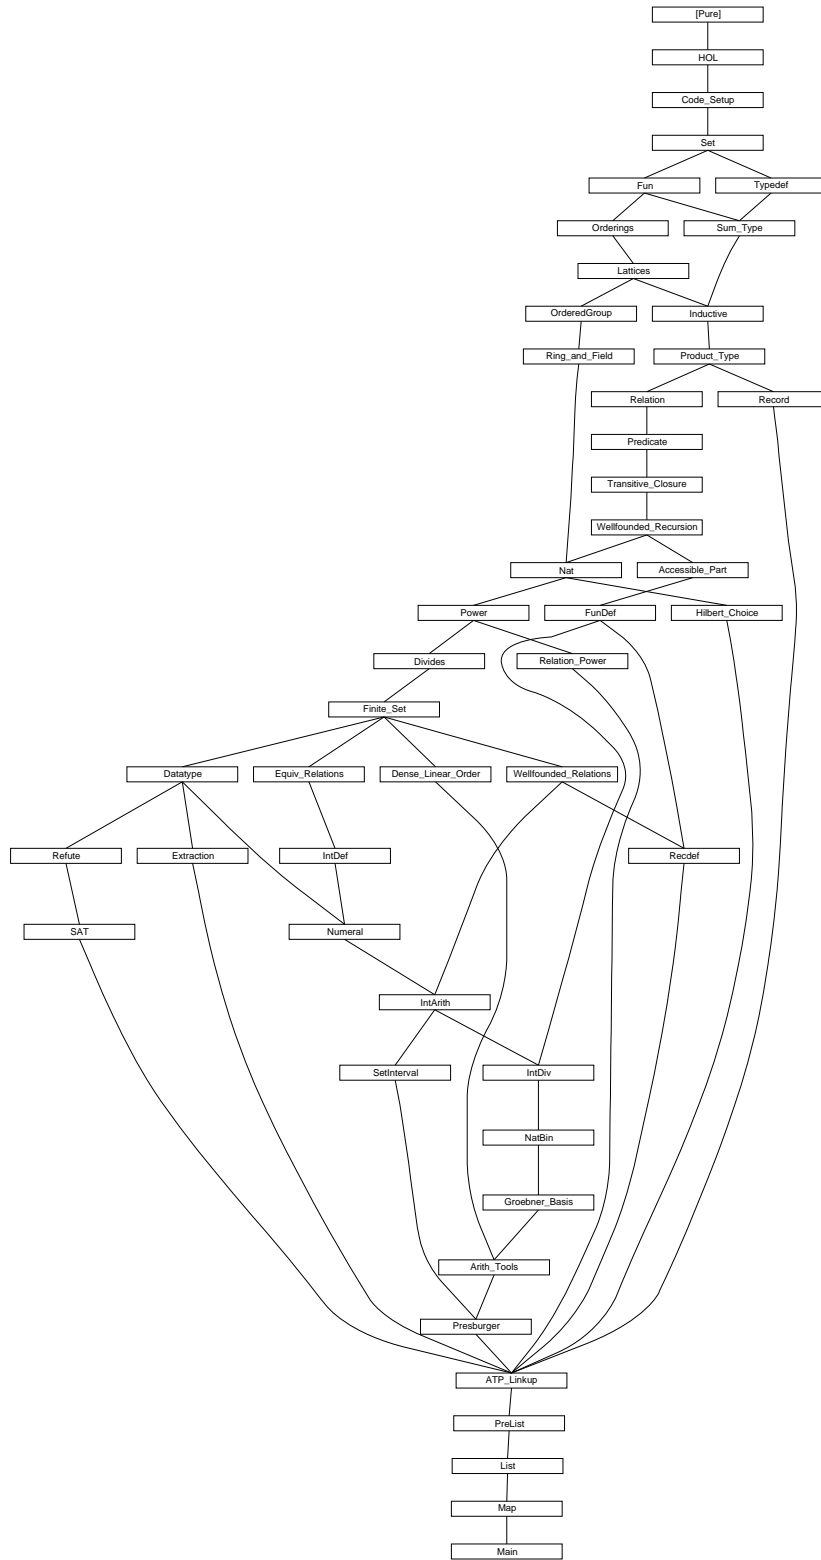 [Pure]
HOL
Code_Setup
Set
Fun
Typedef
Orderings
Sum_Type
Lattices
OrderedGroup
Inductive
Ring_and_Field
Product_Type
Relation
Record
Predicate
Transitive_Closure
Wellfounded_Recursion
Nat
Accessible_Part
Power
FunDef
Hilbert_Choice
Divides
Relation_Power
Finite_Set
Datatype
Equiv_Relations
Dense_Linear_Order
Wellfounded_Relations
Refute
Extraction
IntDef
Recdef
SAT
Numeral
IntArith
SetInterval
IntDiv
NatBin
Groebner_Basis
Arith_Tools
Presburger
ATP_Linkup
PreList
List
Map
Main